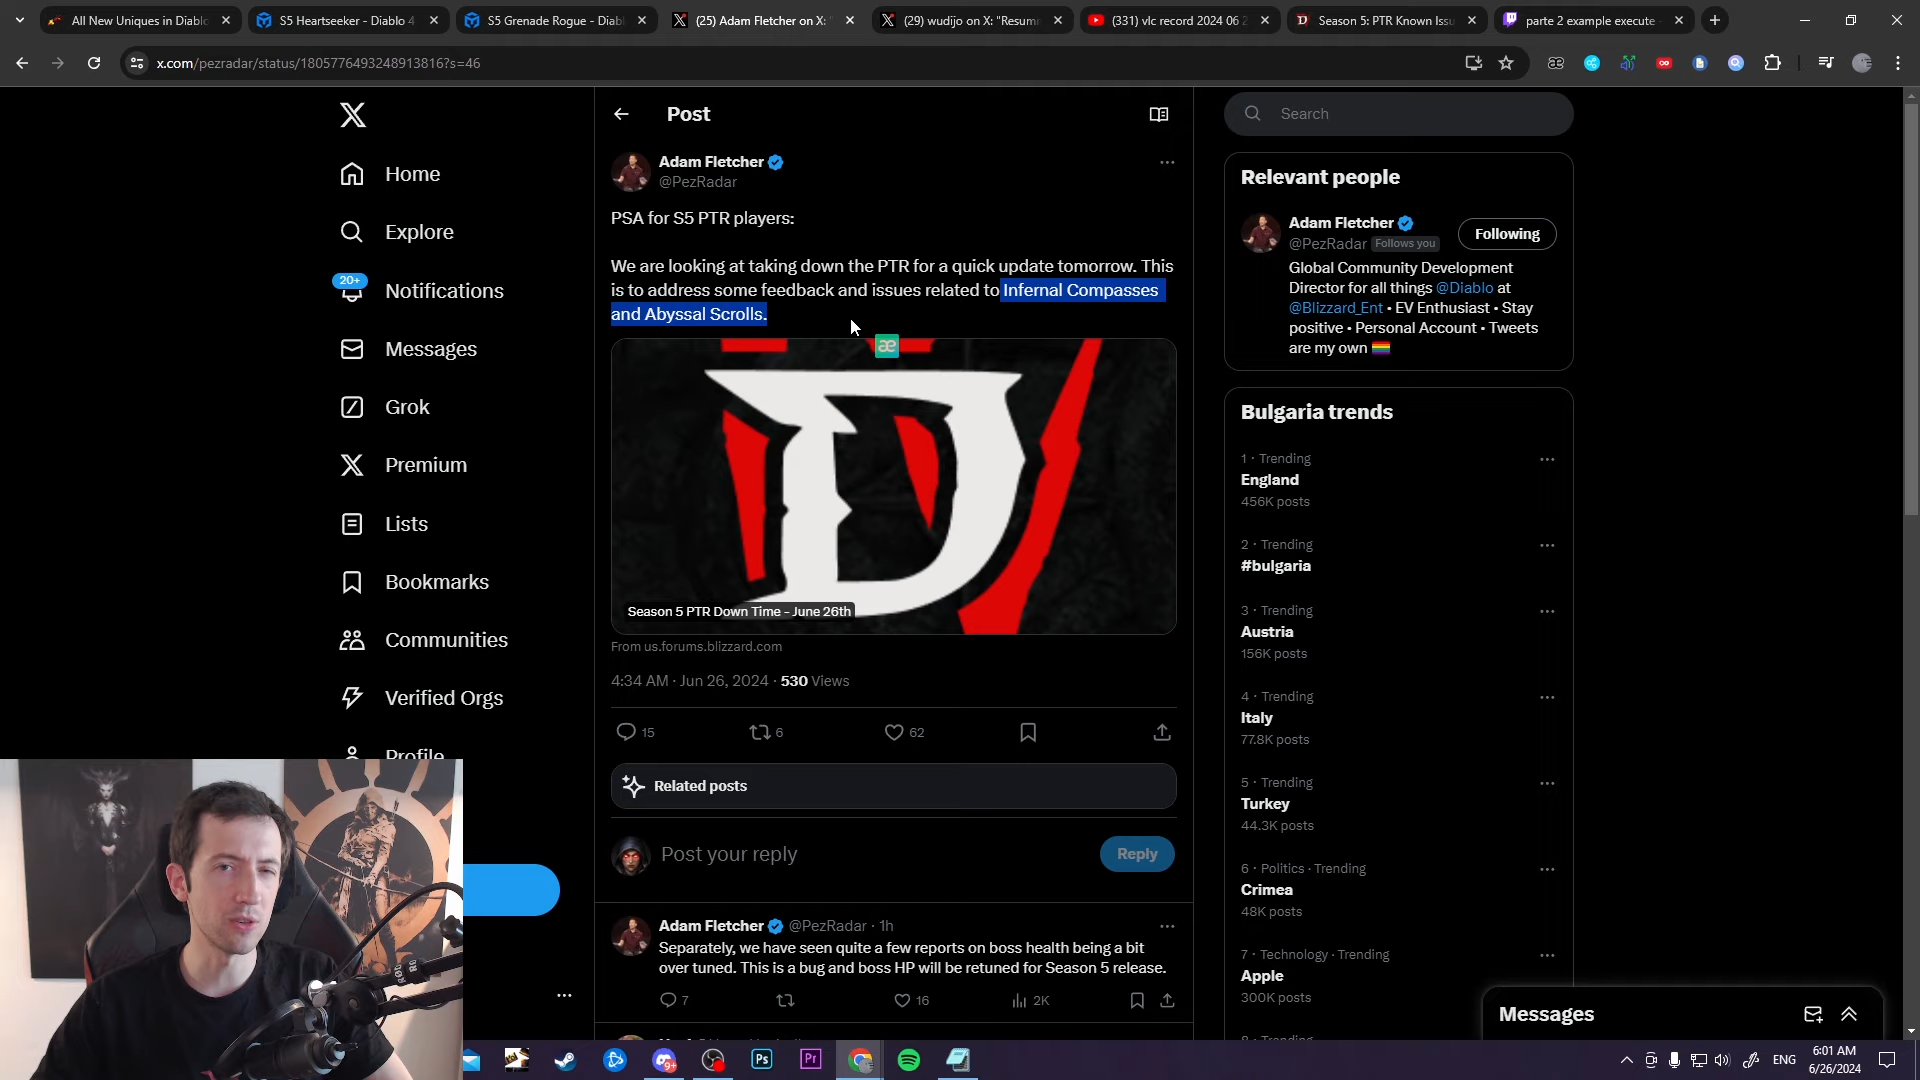 All New Uniques in Diablo
S5 Heartseeker - Diablo 4
S5 Grenade Rogue - Diabl
(25) Adam Fletcher on X: "
(29) wudijo on X: "Resum
(331) vlc record 2024 06 2
Season 5: PTR Known Issu
parte 2 example execute -
x.com/pezradar/status/1805776493248913816?s=46
Home
Explore
20+
Notifications
Messages
Grok
Premium
Lists
Bookmarks
Communities
Verified Orgs
Profile
Post
Adam Fletcher
@PezRadar
PSA for S5 PTR players:
We are looking at taking down the PTR for a quick update tomorrow. This
is to address some feedback and issues related to Infernal Compasses
and Abyssal Scrolls.
æ
Season 5 PTR Down Time - June 26th
From us.forums.blizzard.com
4:34 AM · Jun 26, 2024 · 530 Views
15
6
62
Related posts
Post your reply
Reply
Adam Fletcher @PezRadar · 1h
Separately, we have seen quite a few reports on boss health being a bit
over tuned. This is a bug and boss HP will be retuned for Season 5 release.
7
16
2K
Search
Relevant people
Adam Fletcher
@PezRadar Follows you
Following
Global Community Development
Director for all things @Diablo at
@Blizzard_Ent • EV Enthusiast • Stay
positive • Personal Account • Tweets
are my own
Bulgaria trends
1 · Trending
England
456K posts
2 · Trending
#bulgaria
3 · Trending
Austria
156K posts
4 · Trending
Italy
77.8K posts
5 · Trending
Turkey
44.3K posts
6 · Politics · Trending
Crimea
48K posts
7 · Technology · Trending
Apple
300K posts
Messages
Ps
Pr
ENG
6:01 AM
6/26/2024